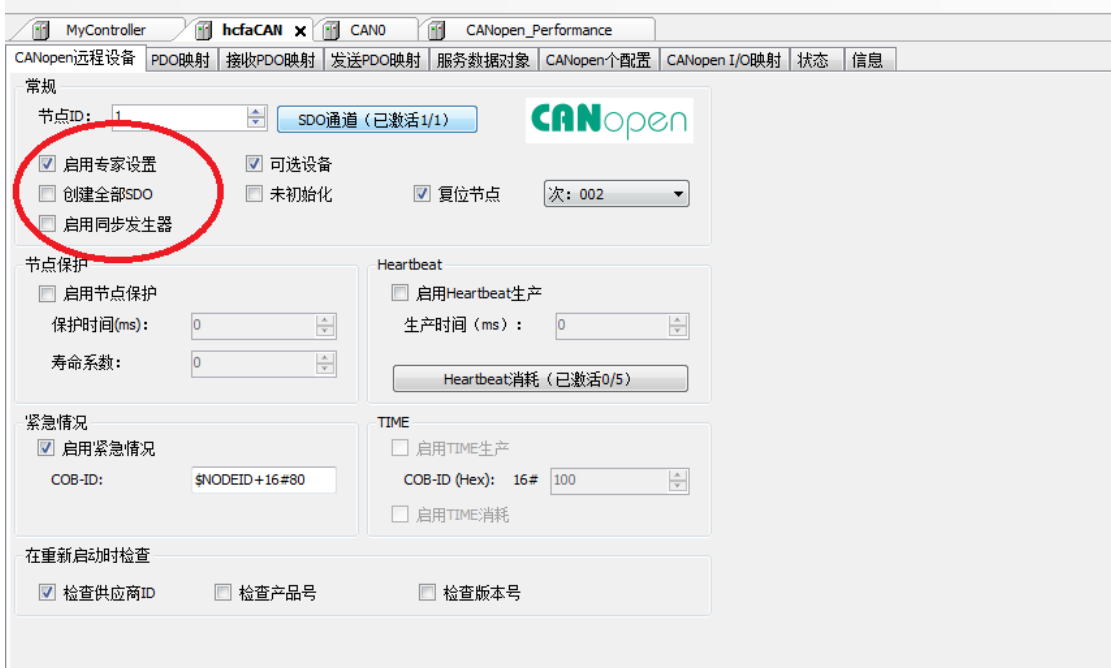 MyController hcfaCAN x CAN0 CANopen_Performance
CANopen远程设备 PDO映射 接收PDO映射 发送PDO映射 服务数据对象 CANopen个配置 CANopen I/O映射 状态 信息
常规
节点ID: 1 SDO通道（已激活1/1） CANopen
启用专家设置 可选设备
创建全部SDO 未初始化 复位节点 次: 002
启用同步发生器
节点保护 Heartbeat
启用节点保护 启用Heartbeat生产
保护时间(ms): 0 生产时间（ms）: 0
寿命系数: 0
Heartbeat消耗（已激活0/5）
紧急情况 TIME
启用紧急情况 启用TIME生产
COB-ID: $NODEID+16#80 COB-ID (Hex): 16# 100
启用TIME消耗
在重新启动时检查
检查供应商ID 检查产品号 检查版本号